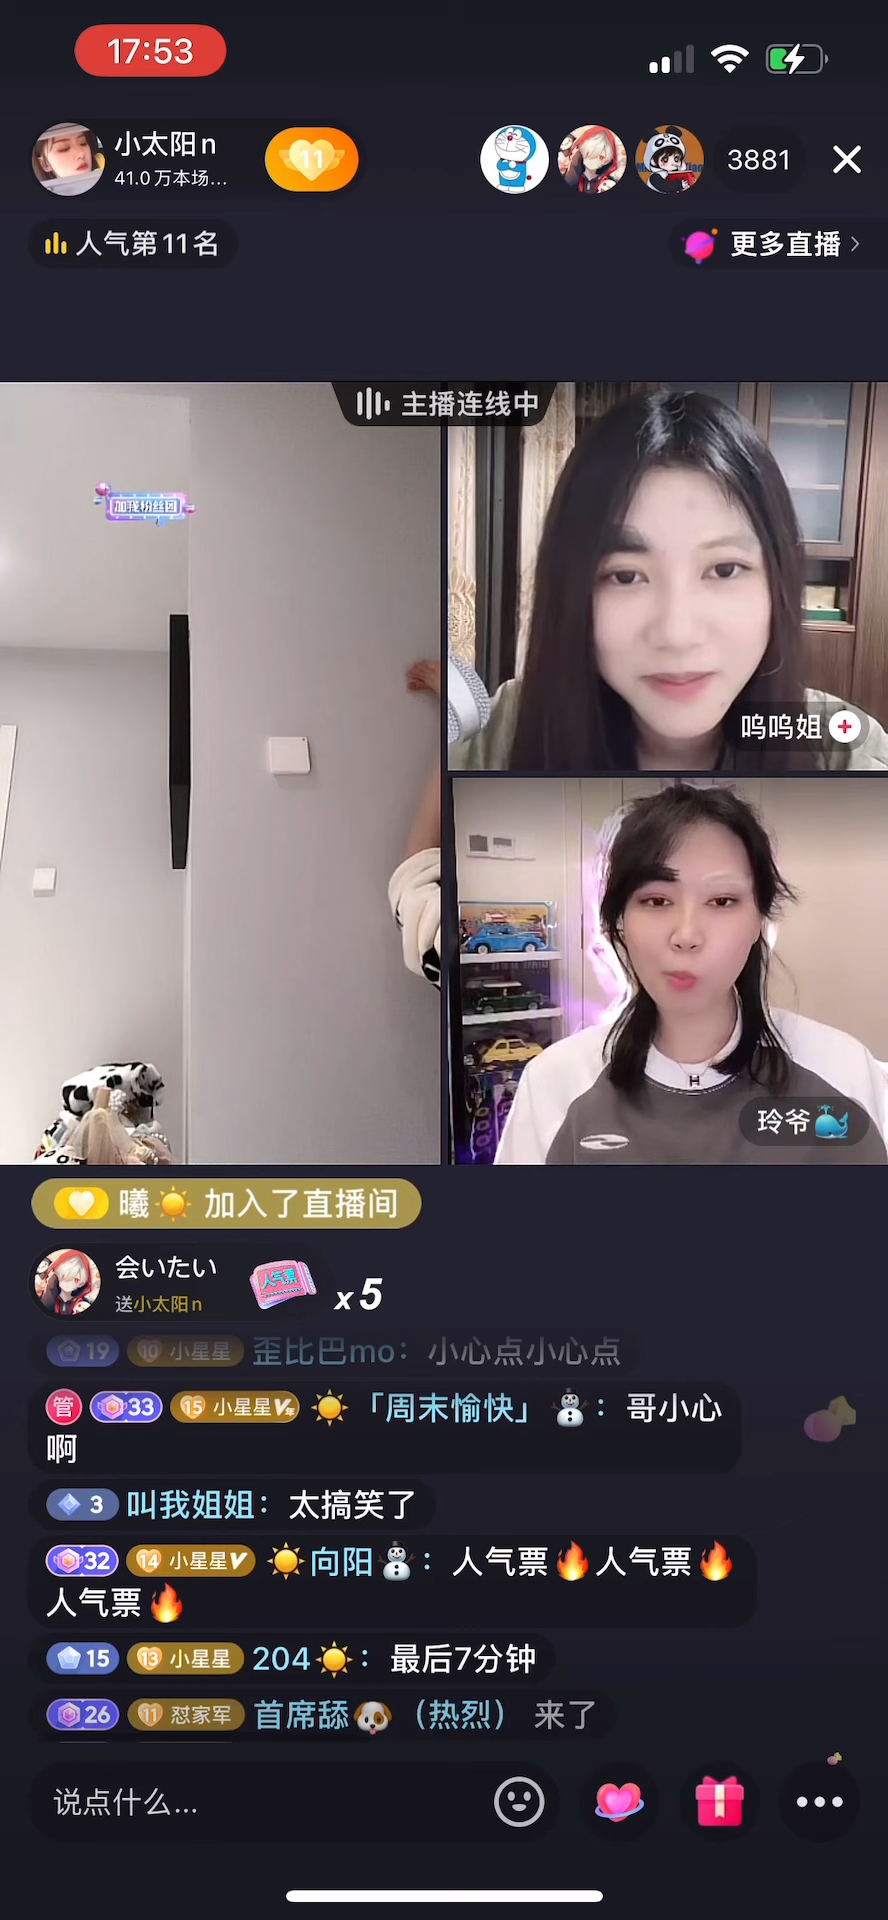 17:53
小太阳n
41.0万本场...
11
3881
人气第11名
更多直播
主播连线中
加我粉丝团
呜呜姐
H
玲爷🐳
曦☀️ 加入了直播间
会いたい
送小太阳n
人气票
x5
19 10 小星星 歪比巴mo：小心点小心点
管 33 15 小星星V年 ☀️「周末愉快」⛄：哥小心
啊
3 叫我姐姐：太搞笑了
32 14 小星星V ☀️向阳⛄：人气票🔥人气票🔥
人气票🔥
15 13 小星星 204☀️：最后7分钟
26 11 怼家军 首席舔🐶（热烈） 来了
说点什么...